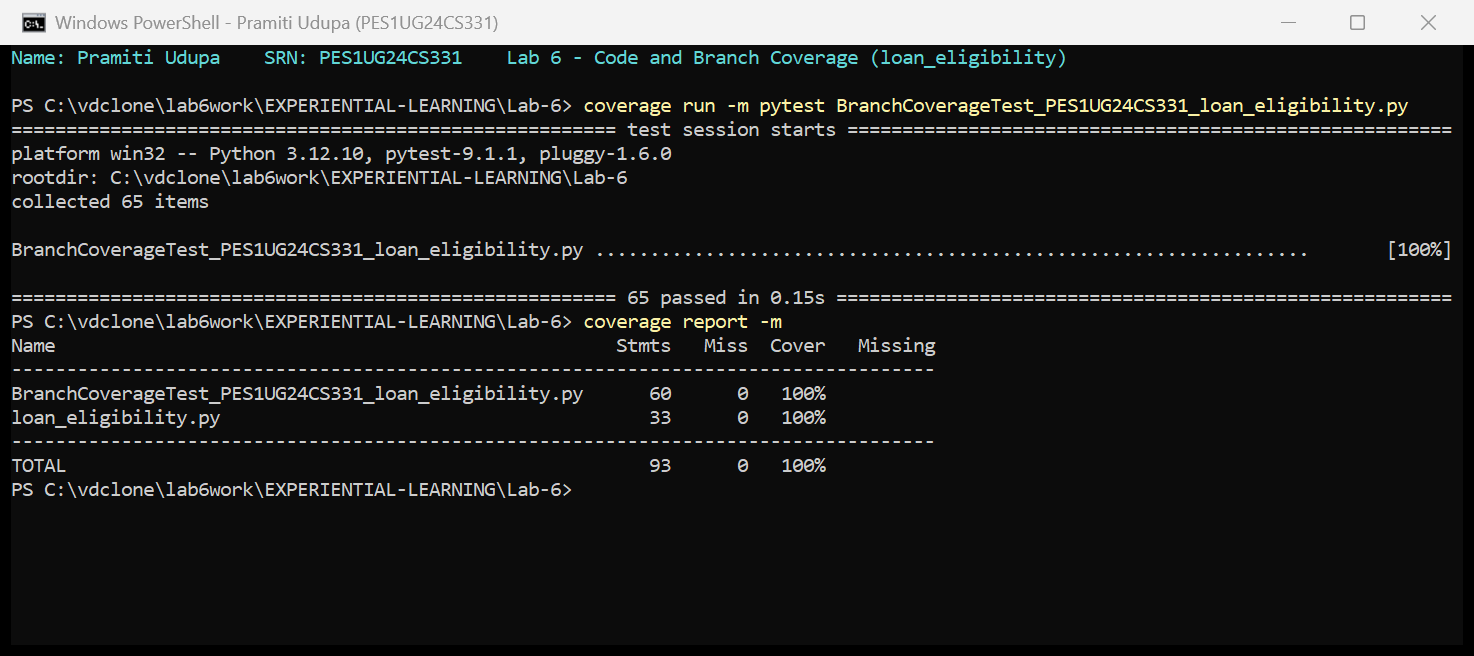 Windows PowerShell - Pramiti Udupa (PES1UG24CS331)
Name: Pramiti Udupa    SRN: PES1UG24CS331    Lab 6 - Code and Branch Coverage (loan_eligibility)
PS C:\vdclone\lab6work\EXPERIENTIAL-LEARNING\Lab-6> coverage run -m pytest BranchCoverageTest_PES1UG24CS331_loan_eligibility.py
======================================================= test session starts =======================================================
platform win32 -- Python 3.12.10, pytest-9.1.1, pluggy-1.6.0
rootdir: C:\vdclone\lab6work\EXPERIENTIAL-LEARNING\Lab-6
collected 65 items
BranchCoverageTest_PES1UG24CS331_loan_eligibility.py .................................................................       [100%]
======================================================= 65 passed in 0.15s ========================================================
PS C:\vdclone\lab6work\EXPERIENTIAL-LEARNING\Lab-6> coverage report -m
Name                                                   Stmts   Miss  Cover   Missing
------------------------------------------------------------------------------------
BranchCoverageTest_PES1UG24CS331_loan_eligibility.py      60      0   100%
loan_eligibility.py                                       33      0   100%
------------------------------------------------------------------------------------
TOTAL                                                     93      0   100%
PS C:\vdclone\lab6work\EXPERIENTIAL-LEARNING\Lab-6>